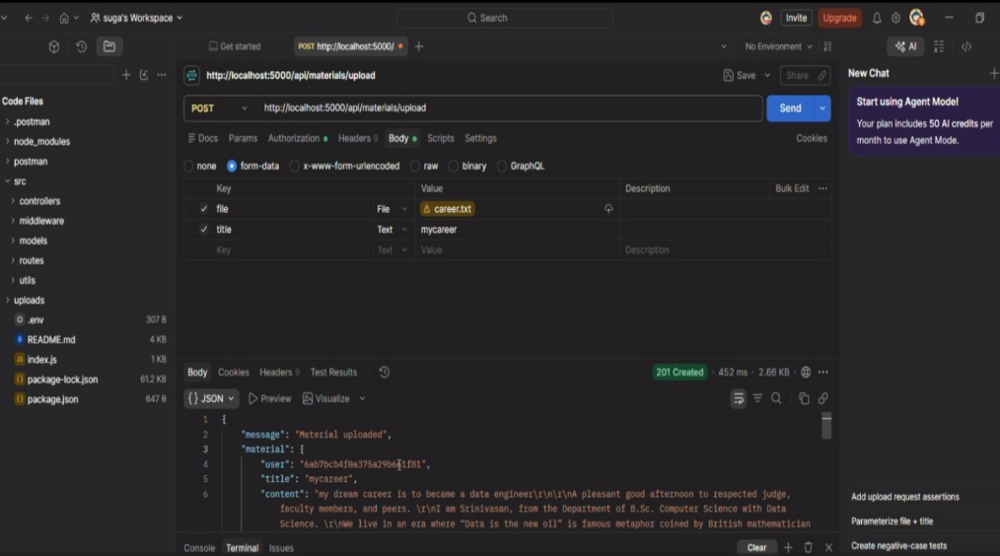 suga's Workspace
Search
Invite
Upgrade
Get started
POST http://localhost:5000/.
No Environment
AI
http://localhost:5000/api/materials/upload
Save
Share
New Chat
Code Files
.postman
node_modules
postman
src
controllers
middleware
models
routes
utils
uploads
.env 307 B
README.md 4 KB
index.js 1 KB
package-lock.json 61.2 KB
package.json 647 B
POST http://localhost:5000/api/materials/upload
Send
Docs Params Authorization Headers 9 Body Scripts Settings Cookies
none form-data x-www-form-urlencoded raw binary GraphQL
Key Value Description Bulk Edit
file File career.txt
title Text mycareer
Key Text Value Description
Body Cookies Headers 9 Test Results 201 Created 452 ms 2.66 KB
{} JSON Preview Visualize
1 {
2 "message": "Material uploaded",
3 "material": {
4 "user":
5 "title": "mycareer",
6 "content": "my dream career is to became a data engineer\r\n\r\nA pleasant good afternoon to respected judge,
faculty members, and peers. \r\nI am Srinivasan, from the Department of B.Sc. Computer Science with Data
Science. \r\nWe live in an era where “Data is the new oil” is famous metaphor coined by British mathematician
Console Terminal Issues Clear
Start using Agent Mode!
Your plan includes 50 AI credits per
month to use Agent Mode.
Add upload request assertions
Parameterize file + title
Create negative-case tests